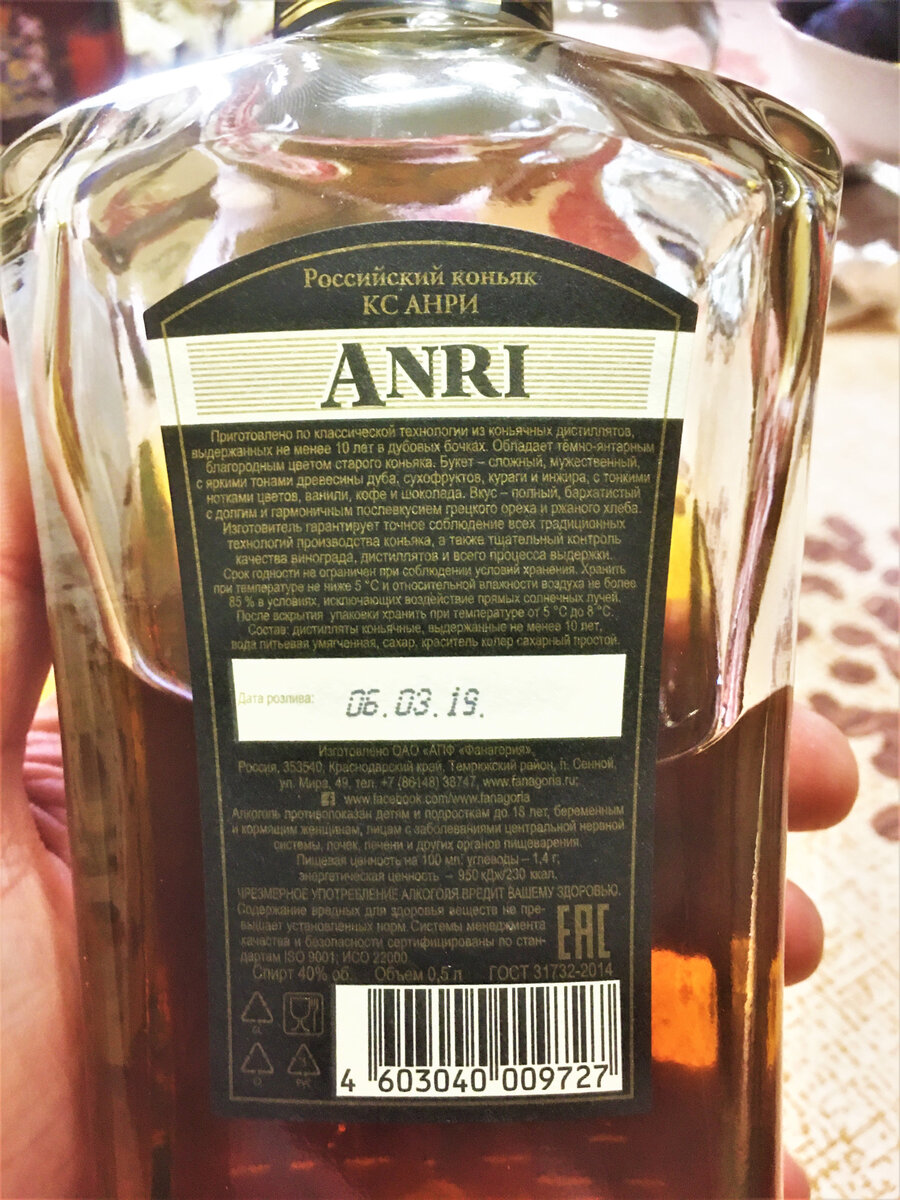 Российский коньяк
КС АНРИ
ANRI
Приготовлено по классической технологии из коньячных дистиллятов,
выдержанных не менее 10 лет в дубовых бочках. Обладает тёмно-янтарным
благородным цветом старого коньяка. Букет – сложный, мужественный,
с яркими тонами древесины дуба, сухофруктов, кураги и инжира, с тонкими
нотками цветов, ванили, кофе и шоколада. Вкус – полный, бархатистый
с долгим и гармоничным послевкусием грецкого ореха и ржаного хлеба.
Изготовитель гарантирует точное соблюдение всех традиционных
технологий производства коньяка, а также тщательный контроль
качества винограда, дистиллятов и всего процесса выдержки.
Срок годности не ограничен при соблюдении условий хранения. Хранить
при температуре не ниже 5 °С и относительной влажности воздуха не более
85 % в условиях, исключающих воздействие прямых солнечных лучей.
После вскрытия упаковки хранить при температуре от 5 °С до 8 °С.
Состав: дистилляты коньячные, выдержанные не менее 10 лет,
вода питьевая умягченная, сахар, краситель колер сахарный простой.
Дата розлива: 06.03.19.
Изготовлено ОАО «АПФ «Фанагория»,
Россия, 353540, Краснодарский край, Темрюкский район, п. Сенной,
ул. Мира, 49, тел. +7 (86148) 38747, www.fanagoria.ru;
www.facebook.com/www.fanagoria
Алкоголь противопоказан детям и подросткам до 18 лет, беременным
и кормящим женщинам, лицам с заболеваниями центральной нервной
системы, почек, печени и других органов пищеварения.
Пищевая ценность на 100 мл: углеводы – 1,4 г,
энергетическая ценность – 950 кДж/230 ккал.
ЧРЕЗМЕРНОЕ УПОТРЕБЛЕНИЕ АЛКОГОЛЯ ВРЕДИТ ВАШЕМУ ЗДОРОВЬЮ.
Содержание вредных для здоровья веществ не пре-
вышает установленных норм. Системы менеджмента
качества и безопасности сертифицированы по стан-
дартам ISO 9001, ИСО 22000
EAC
Спирт 40% об. Объем 0,5 л ГОСТ 31732-2014
GL
PVC
4 603040 009727